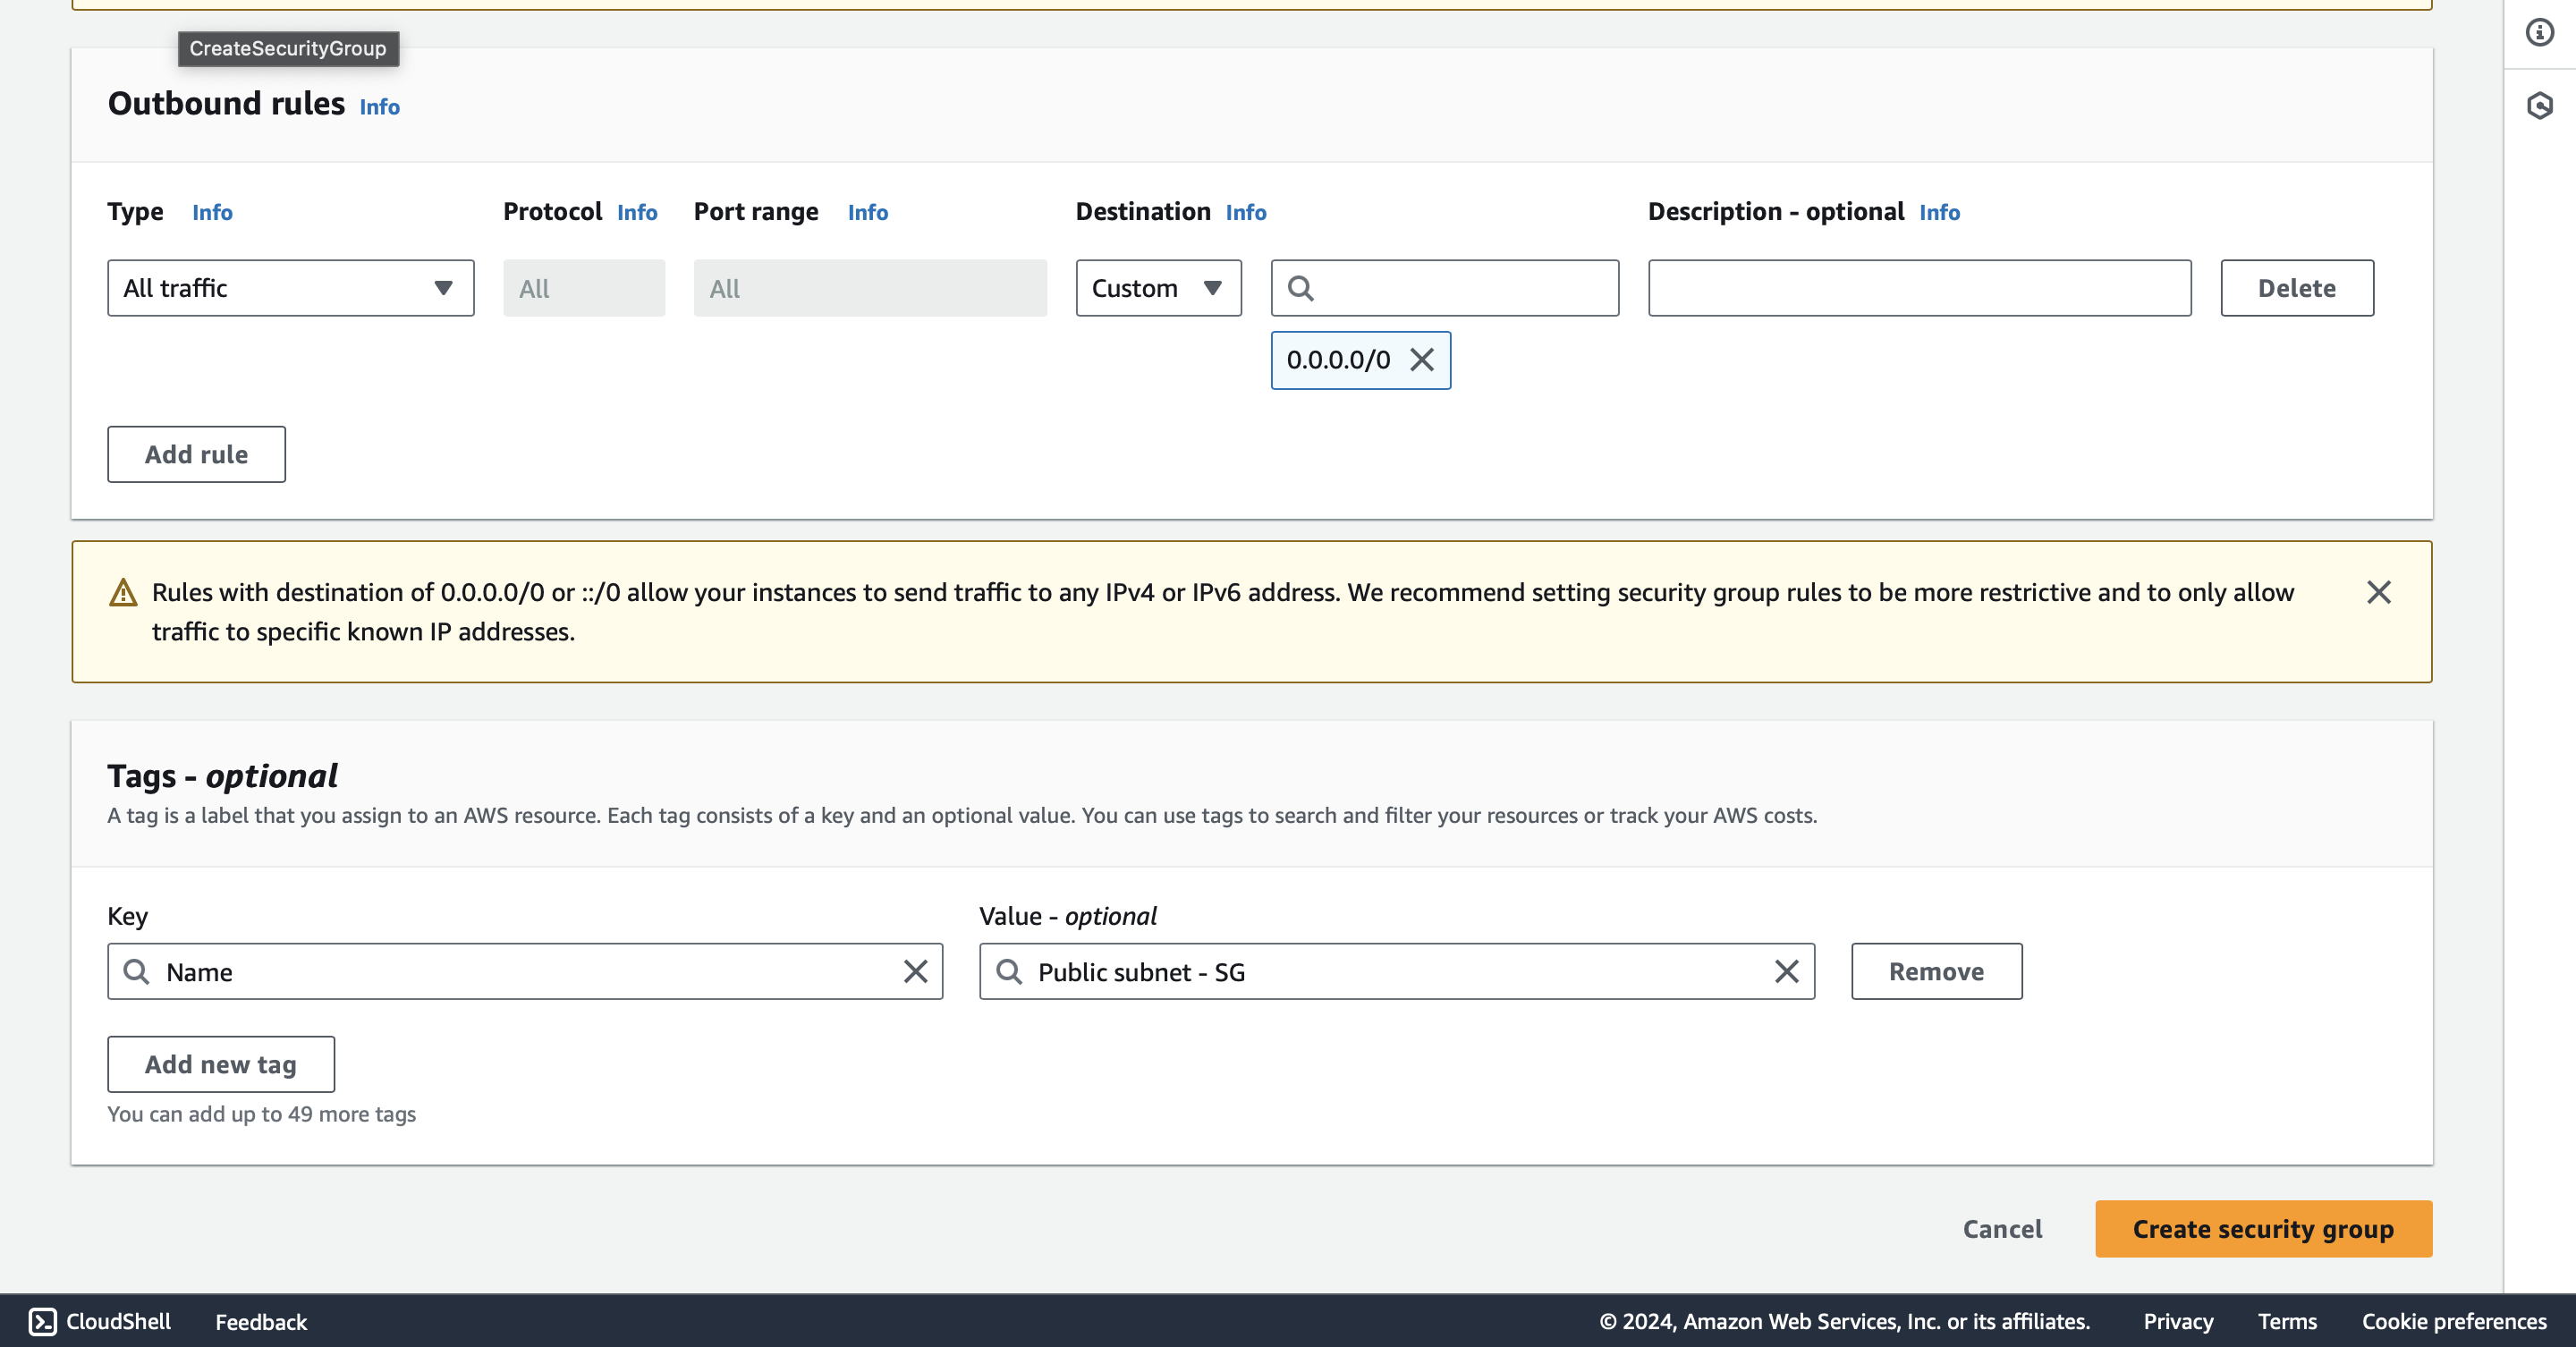 CreateSecurityGroup
Outbound rules Info
Type Info Protocol Info Port range Info Destination Info Description - optional Info
All traffic All All Custom Delete
0.0.0.0/0
Add rule
Rules with destination of 0.0.0.0/0 or ::/0 allow your instances to send traffic to any IPv4 or IPv6 address. We recommend setting security group rules to be more restrictive and to only allow
traffic to specific known IP addresses.
Tags - optional
A tag is a label that you assign to an AWS resource. Each tag consists of a key and an optional value. You can use tags to search and filter your resources or track your AWS costs.
Key Value - optional
Name Public subnet - SG Remove
Add new tag
You can add up to 49 more tags
Cancel Create security group
CloudShell Feedback © 2024, Amazon Web Services, Inc. or its affiliates. Privacy Terms Cookie preferences